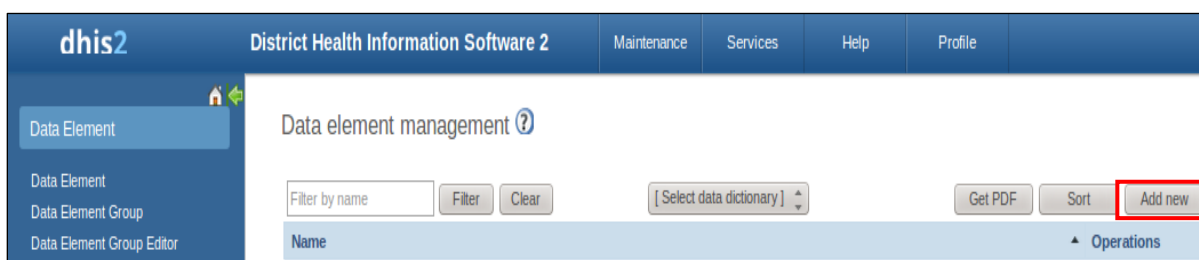 dhis2 District Health Information Software 2 Maintenance Services Help Profile
Data Element
Data element management ?
Data Element
Data Element Group
Data Element Group Editor
Filter by name Filter Clear [ Select data dictionary ] Get PDF Sort Add new
Name Operations